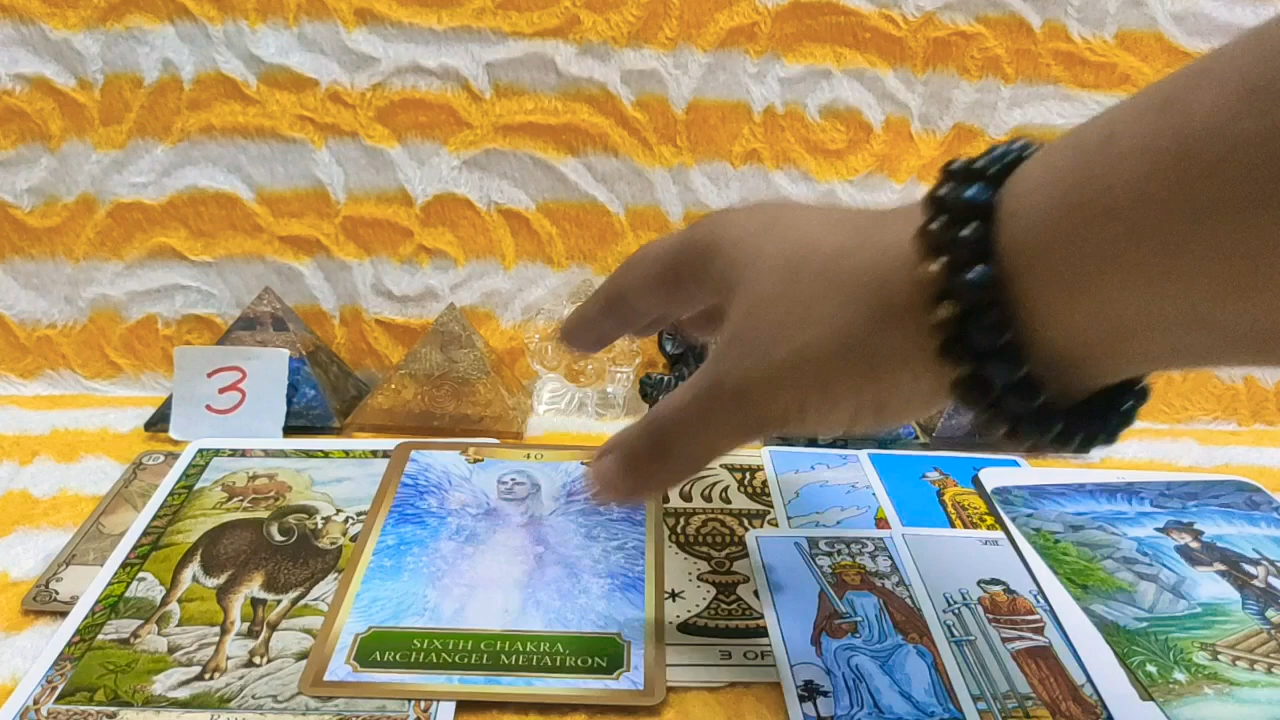 3
40
SIXTH CHAKRA,
ARCHANGEL METATRON
3 OF
VIII